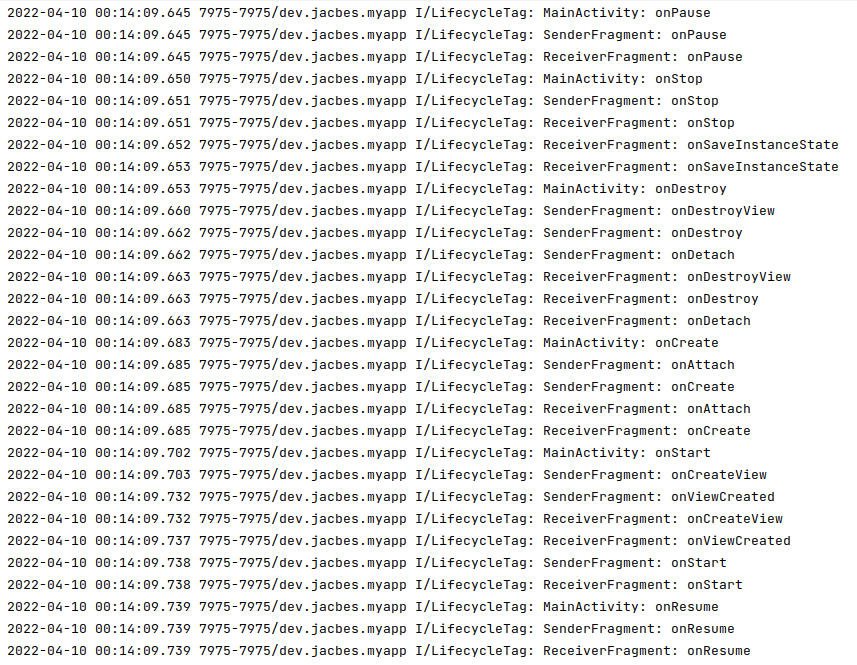 2022-04-10 00:14:09.645 7975-7975/dev.jacbes.myapp I/LifecycleTag: MainActivity: onPause
2022-04-10 00:14:09.645 7975-7975/dev.jacbes.myapp I/LifecycleTag: SenderFragment: onPause
2022-04-10 00:14:09.645 7975-7975/dev.jacbes.myapp I/LifecycleTag: ReceiverFragment: onPause
2022-04-10 00:14:09.650 7975-7975/dev.jacbes.myapp I/LifecycleTag: MainActivity: onStop
2022-04-10 00:14:09.651 7975-7975/dev.jacbes.myapp I/LifecycleTag: SenderFragment: onStop
2022-04-10 00:14:09.651 7975-7975/dev.jacbes.myapp I/LifecycleTag: ReceiverFragment: onStop
2022-04-10 00:14:09.652 7975-7975/dev.jacbes.myapp I/LifecycleTag: ReceiverFragment: onSaveInstanceState
2022-04-10 00:14:09.653 7975-7975/dev.jacbes.myapp I/LifecycleTag: ReceiverFragment: onSaveInstanceState
2022-04-10 00:14:09.653 7975-7975/dev.jacbes.myapp I/LifecycleTag: MainActivity: onDestroy
2022-04-10 00:14:09.660 7975-7975/dev.jacbes.myapp I/LifecycleTag: SenderFragment: onDestroyView
2022-04-10 00:14:09.662 7975-7975/dev.jacbes.myapp I/LifecycleTag: SenderFragment: onDestroy
2022-04-10 00:14:09.662 7975-7975/dev.jacbes.myapp I/LifecycleTag: SenderFragment: onDetach
2022-04-10 00:14:09.663 7975-7975/dev.jacbes.myapp I/LifecycleTag: ReceiverFragment: onDestroyView
2022-04-10 00:14:09.663 7975-7975/dev.jacbes.myapp I/LifecycleTag: ReceiverFragment: onDestroy
2022-04-10 00:14:09.663 7975-7975/dev.jacbes.myapp I/LifecycleTag: ReceiverFragment: onDetach
2022-04-10 00:14:09.683 7975-7975/dev.jacbes.myapp I/LifecycleTag: MainActivity: onCreate
2022-04-10 00:14:09.685 7975-7975/dev.jacbes.myapp I/LifecycleTag: SenderFragment: onAttach
2022-04-10 00:14:09.685 7975-7975/dev.jacbes.myapp I/LifecycleTag: SenderFragment: onCreate
2022-04-10 00:14:09.685 7975-7975/dev.jacbes.myapp I/LifecycleTag: ReceiverFragment: onAttach
2022-04-10 00:14:09.685 7975-7975/dev.jacbes.myapp I/LifecycleTag: ReceiverFragment: onCreate
2022-04-10 00:14:09.702 7975-7975/dev.jacbes.myapp I/LifecycleTag: MainActivity: onStart
2022-04-10 00:14:09.703 7975-7975/dev.jacbes.myapp I/LifecycleTag: SenderFragment: onCreateView
2022-04-10 00:14:09.732 7975-7975/dev.jacbes.myapp I/LifecycleTag: SenderFragment: onViewCreated
2022-04-10 00:14:09.732 7975-7975/dev.jacbes.myapp I/LifecycleTag: ReceiverFragment: onCreateView
2022-04-10 00:14:09.737 7975-7975/dev.jacbes.myapp I/LifecycleTag: ReceiverFragment: onViewCreated
2022-04-10 00:14:09.738 7975-7975/dev.jacbes.myapp I/LifecycleTag: SenderFragment: onStart
2022-04-10 00:14:09.738 7975-7975/dev.jacbes.myapp I/LifecycleTag: ReceiverFragment: onStart
2022-04-10 00:14:09.739 7975-7975/dev.jacbes.myapp I/LifecycleTag: MainActivity: onResume
2022-04-10 00:14:09.739 7975-7975/dev.jacbes.myapp I/LifecycleTag: SenderFragment: onResume
2022-04-10 00:14:09.739 7975-7975/dev.jacbes.myapp I/LifecycleTag: ReceiverFragment: onResume